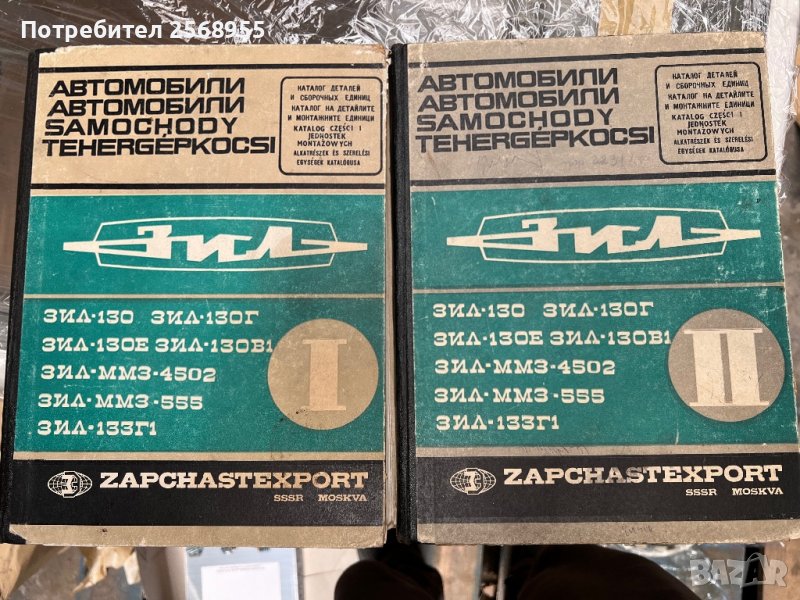 Потребител 2568955
АВТОМОБИЛИ
АВТОМОБИЛИ
SAMOCHODY
TEHERGÉPKOCSI
КАТАЛОГ ДЕТАЛЕЙ
И СБОРОЧНЫХ ЕДИНИЦ
КАТАЛОГ НА ДЕТАЙЛИТЕ
И МОНТАЖНИТЕ ЕДИНИЦИ
KATALOG CZĘŚCI I
JEDNOSTEK
MONTAŻOWYCH
ALKATRÉSZEK ÉS SZERELÉSI
EGYSÉGEK KATALÓGUSA
ЗИЛ
ЗИЛ-130 ЗИЛ-130Г
ЗИЛ-130Е ЗИЛ-130В1
ЗИЛ-ММЗ-4502
ЗИЛ-ММЗ-555
ЗИЛ-133Г1
I
ZAPCHASTEXPORT
SSSR MOSKVA
АВТОМОБИЛИ
АВТОМОБИЛИ
SAMOCHODY
TEHERGÉPKOCSI
КАТАЛОГ ДЕТАЛЕЙ
И СБОРОЧНЫХ ЕДИНИЦ
КАТАЛОГ НА ДЕТАЙЛИТЕ
И МОНТАЖНИТЕ ЕДИНИЦИ
KATALOG CZĘŚCI I
JEDNOSTEK
MONTAŻOWYCH
ALKATRÉSZEK ÉS SZERELÉSI
EGYSÉGEK KATALÓGUSA
ЗИЛ
ЗИЛ-130 ЗИЛ-130Г
ЗИЛ-130Е ЗИЛ-130В1
ЗИЛ-ММЗ-4502
ЗИЛ-ММЗ-555
ЗИЛ-133Г1
II
ZAPCHASTEXPORT
SSSR MOSKVA
BAZAR